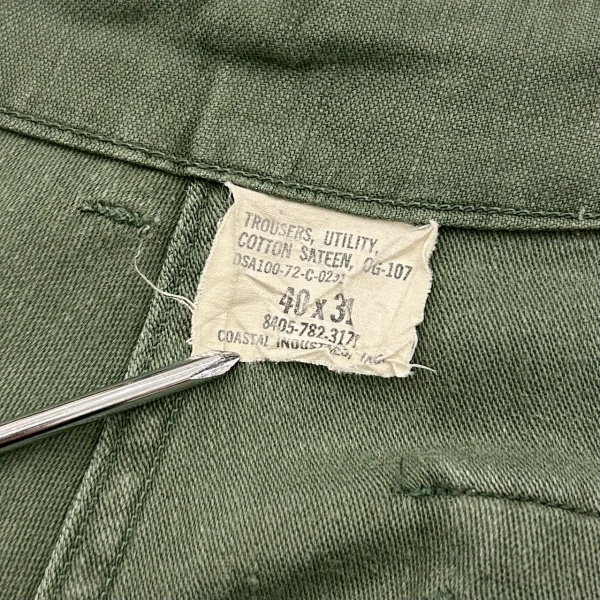 TROUSERS, UTILITY,
COTTON SATEEN, OG-107
DSA100-72-C-0231
40 x 31
8405-782-3171
COASTAL INDUSTRIES, INC.